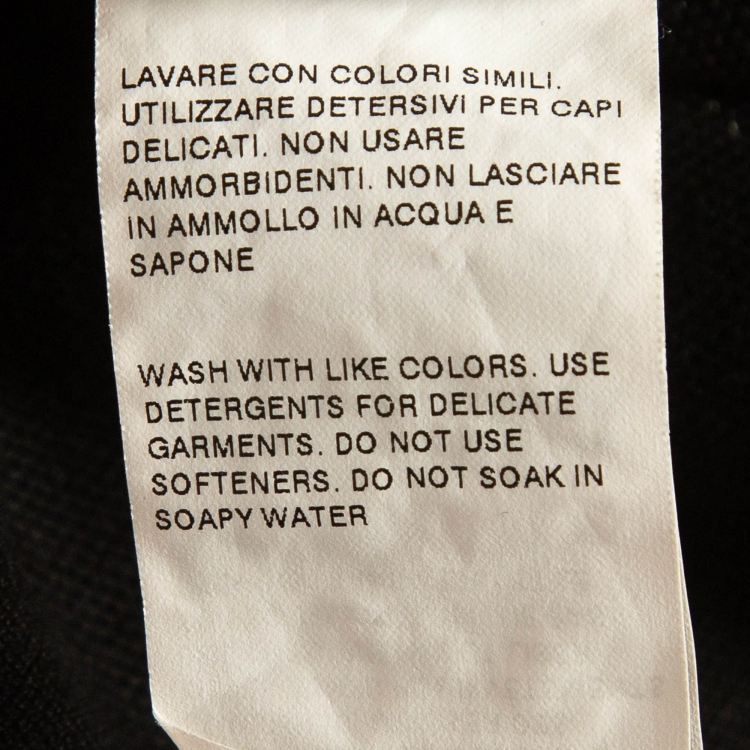 LAVARE CON COLORI SIMILI.
UTILIZZARE DETERSIVI PER CAPI
DELICATI. NON USARE
AMMORBIDENTI. NON LASCIARE
IN AMMOLLO IN ACQUA E
SAPONE
WASH WITH LIKE COLORS. USE
DETERGENTS FOR DELICATE
GARMENTS. DO NOT USE
SOFTENERS. DO NOT SOAK IN
SOAPY WATER